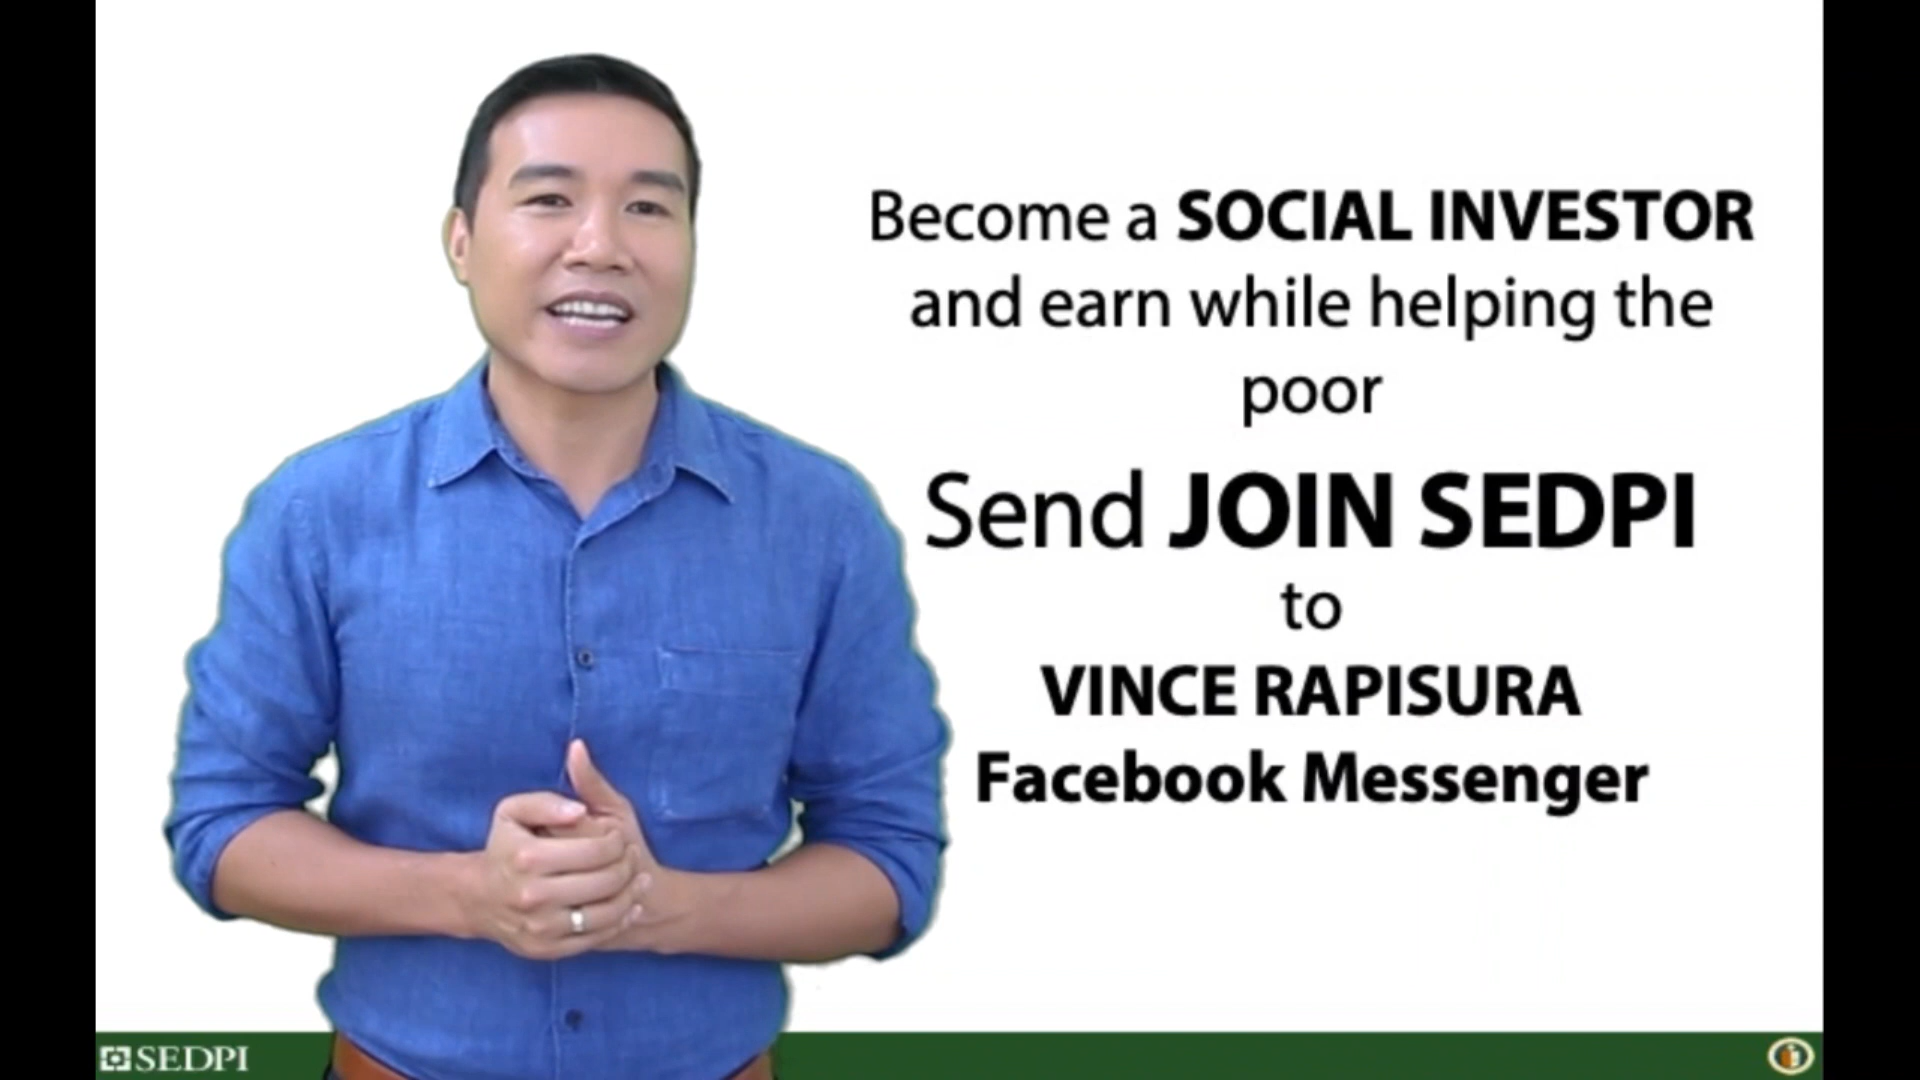 Become a SOCIAL INVESTOR
and earn while helping the
poor
Send JOIN SEDPI
to
VINCE RAPISURA
Facebook Messenger
SEDPI